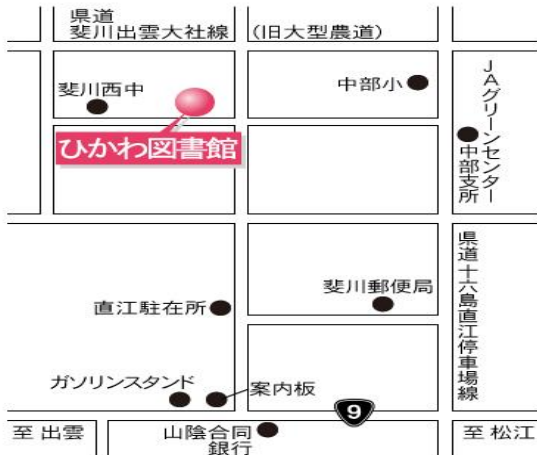 県道
斐川出雲大社線
(旧大型農道)
斐川西中
中部小
JAグリーンセンター
中部支所
ひかわ図書館
県道十六島直江停車場線
斐川郵便局
直江駐在所
ガソリンスタンド
案内板
9
至 出雲
山陰合同
銀行
至 松江